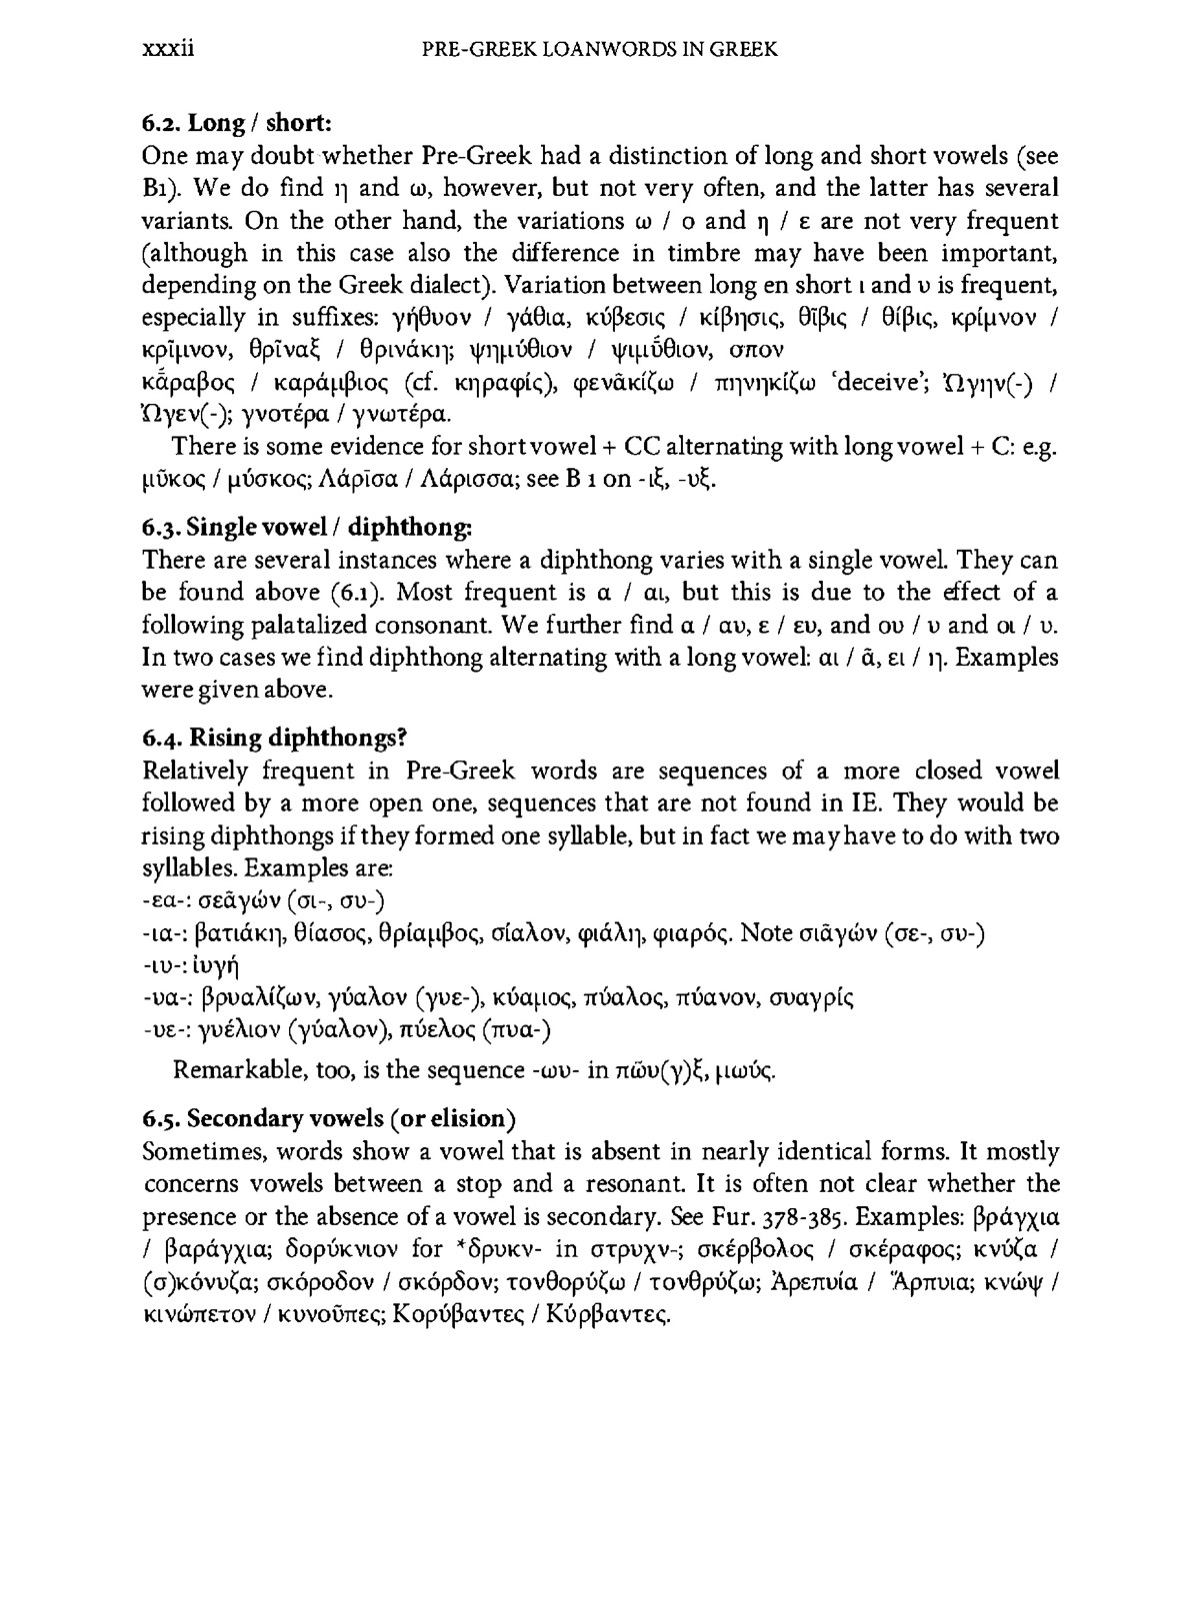 xxxii PRE-GREEK LOANWORDS IN GREEK
6.2. Long / short:
One may doubt whether Pre-Greek had a distinction of long and short vowels (see
B1). We do find η and ω, however, but not very often, and the latter has several
variants. On the other hand, the variations ω / ο and η / ε are not very frequent
(although in this case also the difference in timbre may have been important,
depending on the Greek dialect). Variation between long en short ι and υ is frequent,
especially in suffixes: γήθυον / γάθια, κύβεσις / κίβησις, θῖβις / θίβις, κρίμνον /
κρῖμνον, θρῖναξ / θρινάκη; ψημύθιον / ψιμῡ́θιον, σπον
κᾱ́ραβος / καράμβιος (cf. κηραφίς), φενᾱκίζω / πηνηκίζω ‘deceive’; Ὠγην(-) /
Ὠγεν(-); γνοτέρα / γνωτέρα.
There is some evidence for short vowel + CC alternating with long vowel + C: e.g.
μῦκος / μύσκος; Λάρῑσα / Λάρισσα; see B 1 on -ιξ, -υξ.
6.3. Single vowel / diphthong:
There are several instances where a diphthong varies with a single vowel. They can
be found above (6.1). Most frequent is α / αι, but this is due to the effect of a
following palatalized consonant. We further find α / αυ, ε / ευ, and ου / υ and οι / υ.
In two cases we find diphthong alternating with a long vowel: αι / ᾱ, ει / η. Examples
were given above.
6.4. Rising diphthongs?
Relatively frequent in Pre-Greek words are sequences of a more closed vowel
followed by a more open one, sequences that are not found in IE. They would be
rising diphthongs if they formed one syllable, but in fact we may have to do with two
syllables. Examples are:
-εα-: σεᾱγών (σι-, συ-)
-ια-: βατιάκη, θίασος, θρίαμβος, σίαλον, φιάλη, φιαρός. Note σιᾱγών (σε-, συ-)
-ιυ-: ἰυγή
-υα-: βρυαλίζων, γύαλον (γυε-), κύαμος, πύαλος, πύανον, συαγρίς
-υε-: γυέλιον (γύαλον), πύελος (πυα-)
Remarkable, too, is the sequence -ωυ- in πῶυ(γ)ξ, μωύς.
6.5. Secondary vowels (or elision)
Sometimes, words show a vowel that is absent in nearly identical forms. It mostly
concerns vowels between a stop and a resonant. It is often not clear whether the
presence or the absence of a vowel is secondary. See Fur. 378-385. Examples: βράγχια
/ βαράγχια; δορύκνιον for *δρυκν- in στρυχν-; σκέρβολος / σκέραφος; κνύζα /
(σ)κόνυζα; σκόροδον / σκόρδον; τονθορύζω / τονθρύζω; Ἀρεπυία / Ἅρπυια; κνώψ /
κινώπετον / κυνοῦπες; Κορύβαντες / Κύρβαντες.